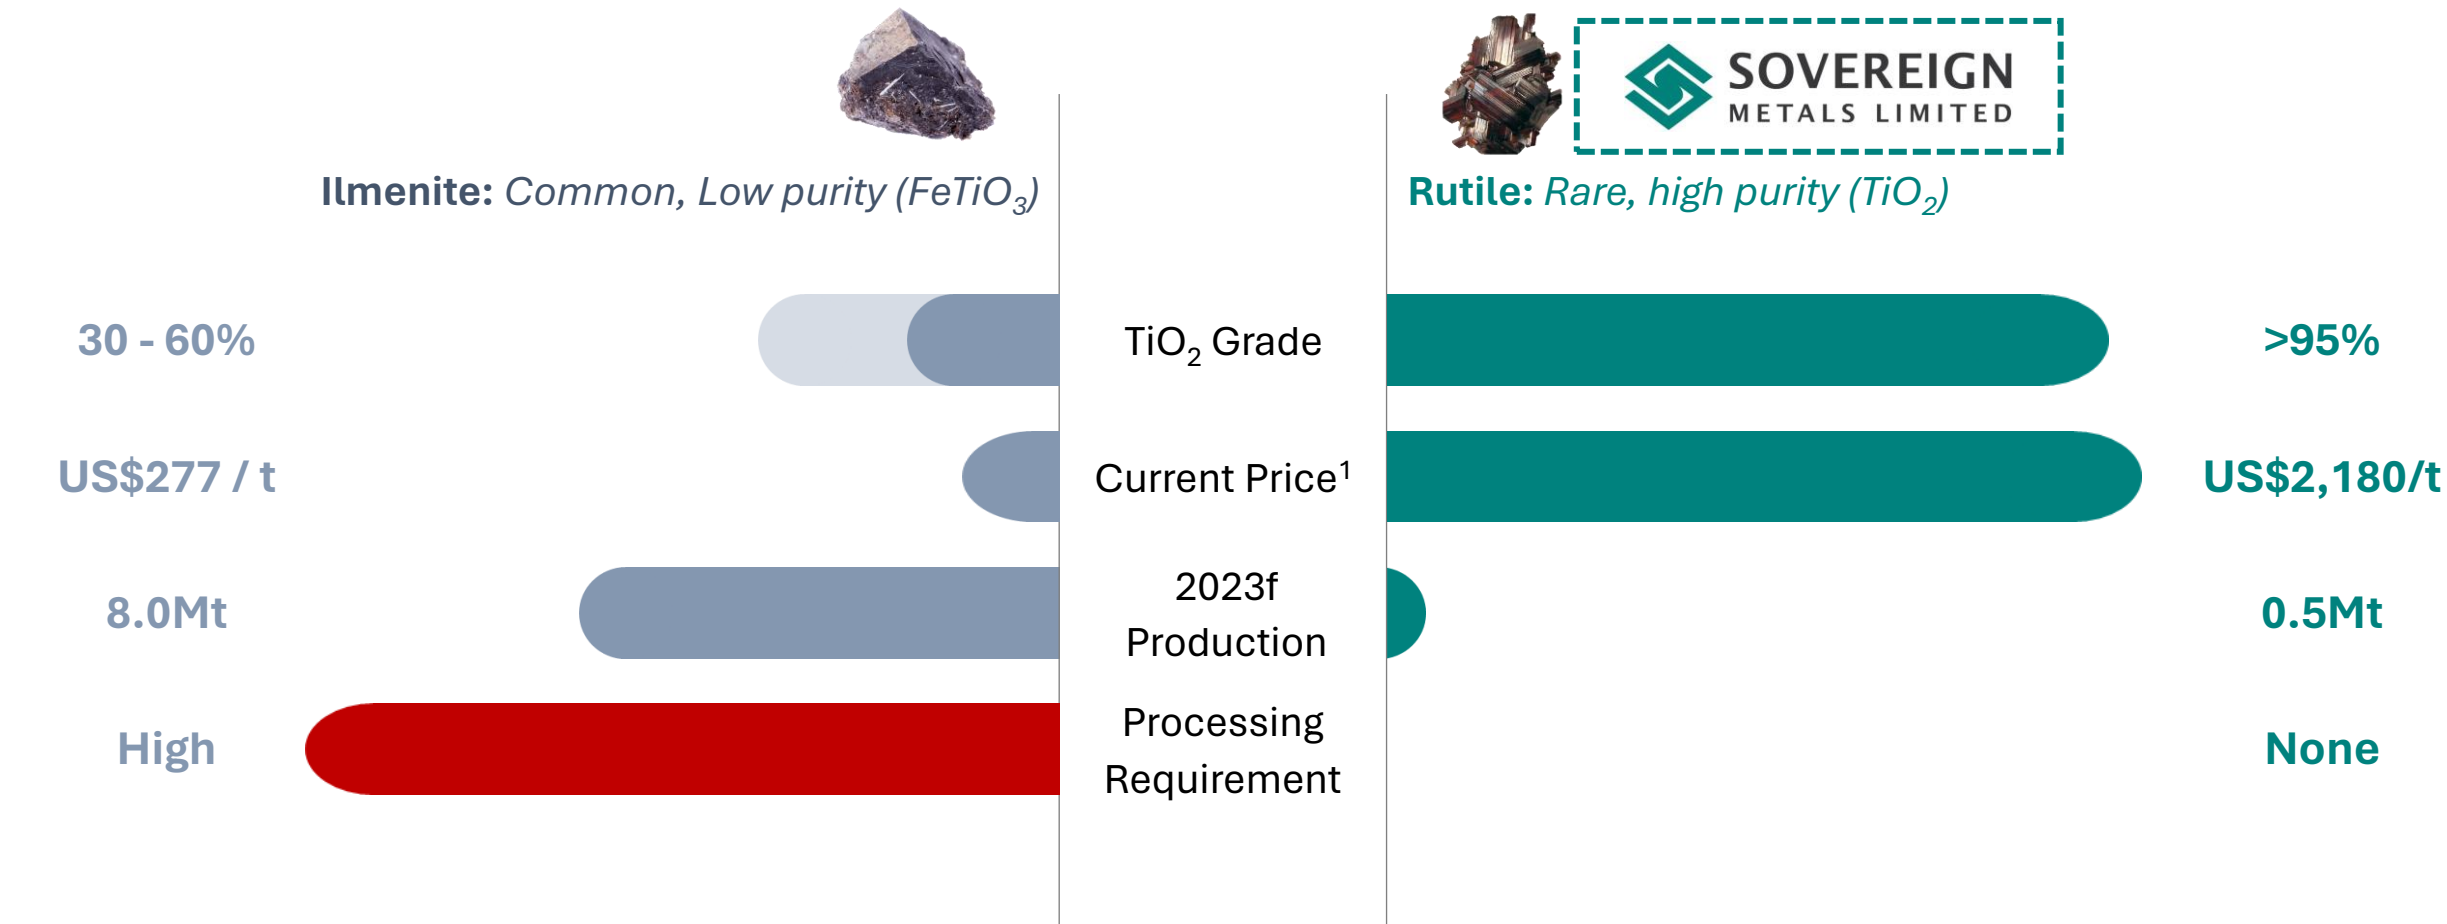 SOVEREIGN
METALS LIMITED
Ilmenite: Common, Low purity (FeTiO₃)
Rutile: Rare, high purity (TiO₂)
30 - 60%
TiO₂ Grade
>95%
US$277 / t
Current Price¹
US$2,180/t
8.0Mt
2023f
Production
0.5Mt
High
Processing
Requirement
None